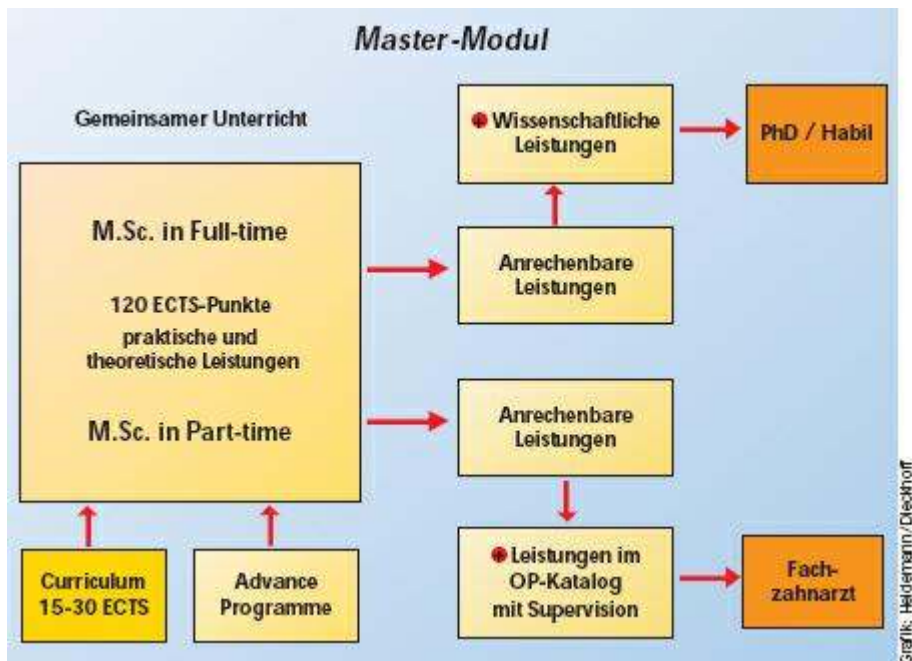 Master-Modul
Gemeinsamer Unterricht
M.Sc. in Full-time
120 ECTS-Punkte
praktische und
theoretische Leistungen
M.Sc. in Part-time
Curriculum
15-30 ECTS
Advance
Programme
+ Wissenschaftliche
Leistungen
PhD / Habil
Anrechenbare
Leistungen
Anrechenbare
Leistungen
+ Leistungen im
OP-Katalog
mit Supervision
Fach-
zahnarzt
Grafik: Heidemann/Dieckhoff